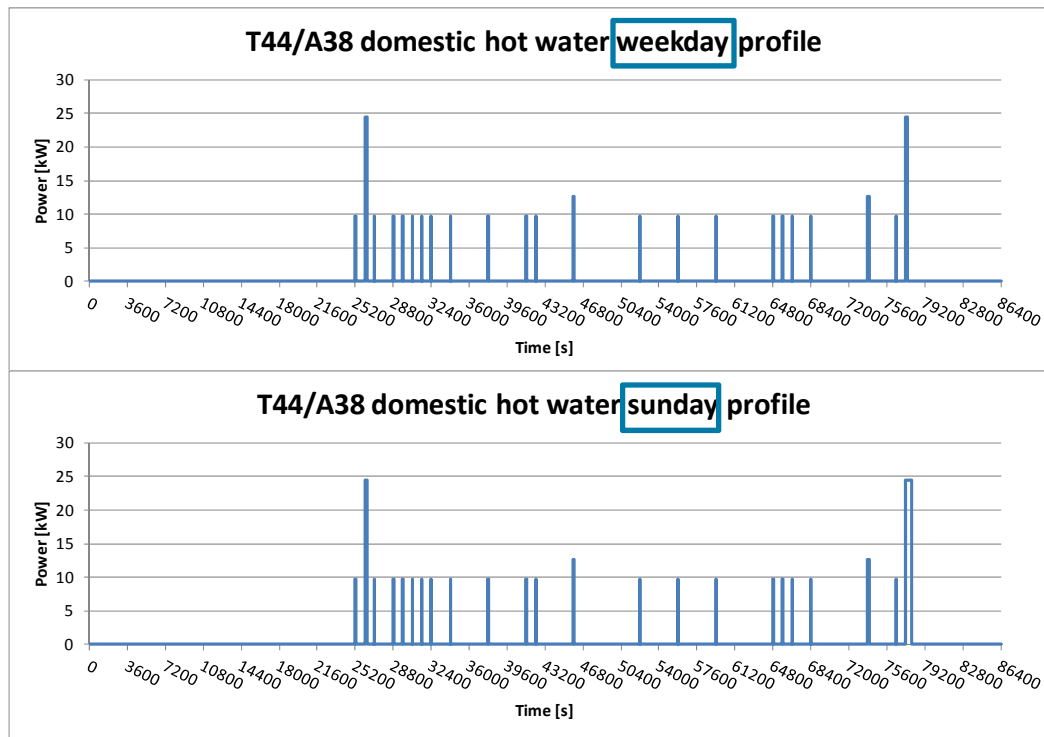 T44/A38 domestic hot water weekday profile
30
25
20
15
10
5
0
Power [kW]
0 3600 7200 10800 14400 18000 21600 25200 28800 32400 36000 39600 43200 46800 50400 54000 57600 61200 64800 68400 72000 75600 79200 82800 86400
Time [s]
T44/A38 domestic hot water sunday profile
30
25
20
15
10
5
0
Power [kW]
0 3600 7200 10800 14400 18000 21600 25200 28800 32400 36000 39600 43200 46800 50400 54000 57600 61200 64800 68400 72000 75600 79200 82800 86400
Time [s]